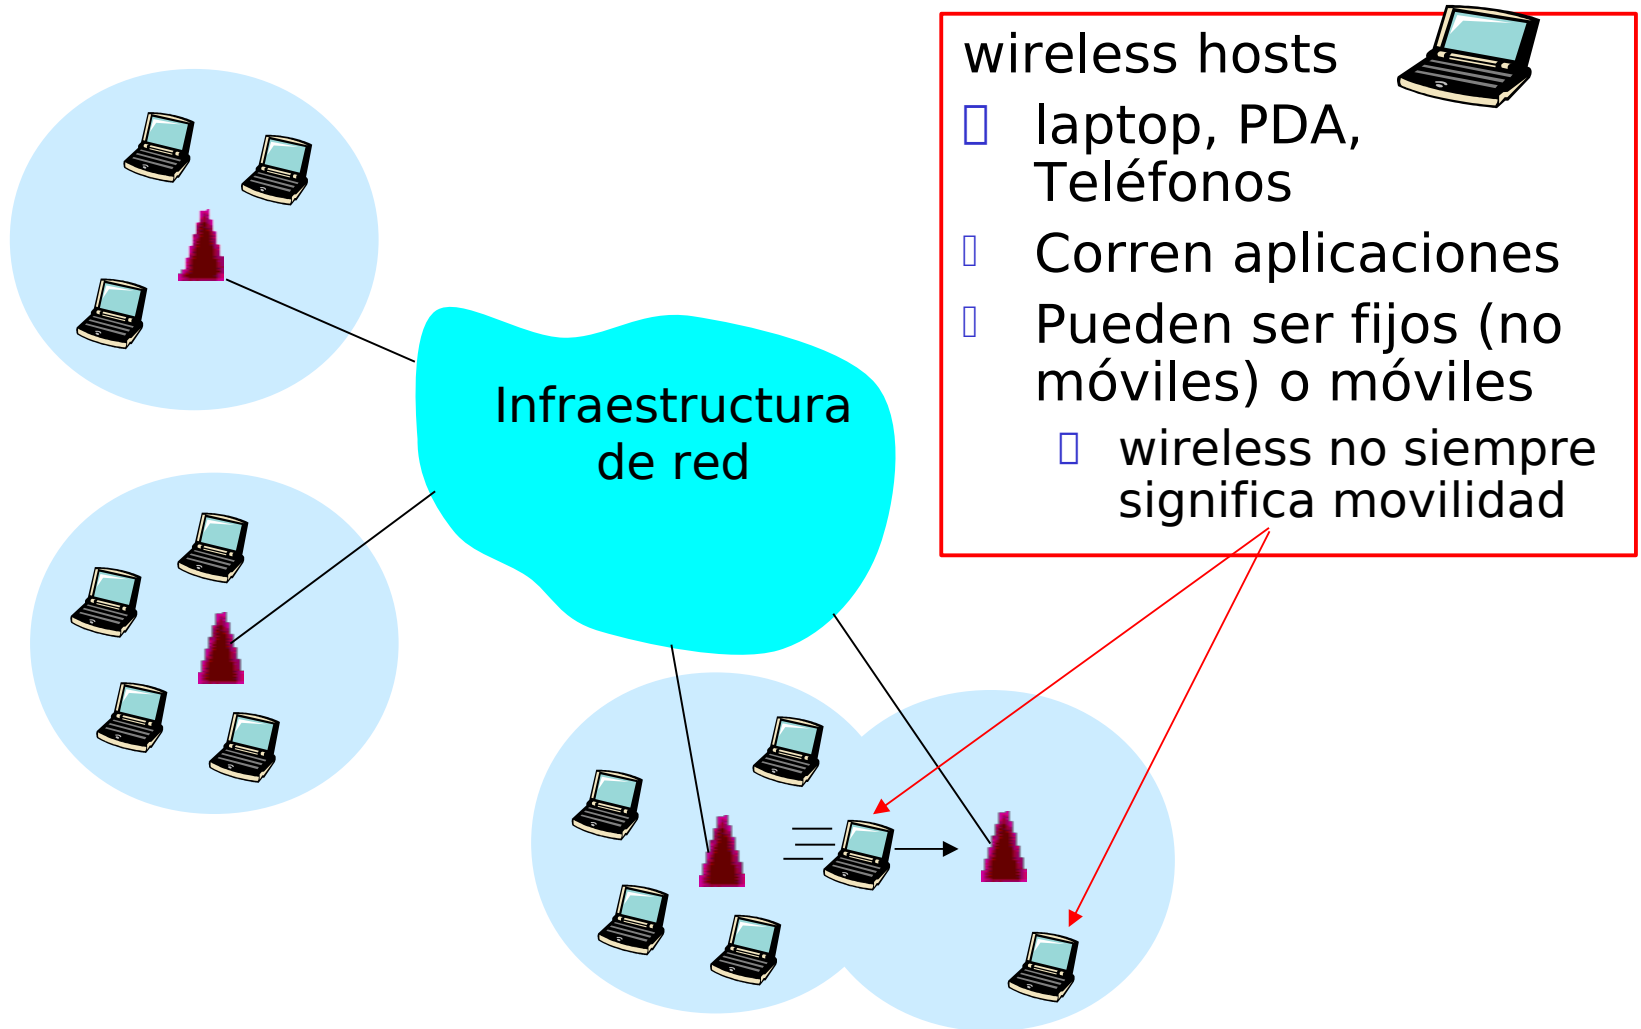 wireless hosts
laptop, PDA,
Teléfonos
Corren aplicaciones
Pueden ser fijos (no
móviles) o móviles
wireless no siempre
significa movilidad
Infraestructura
de red